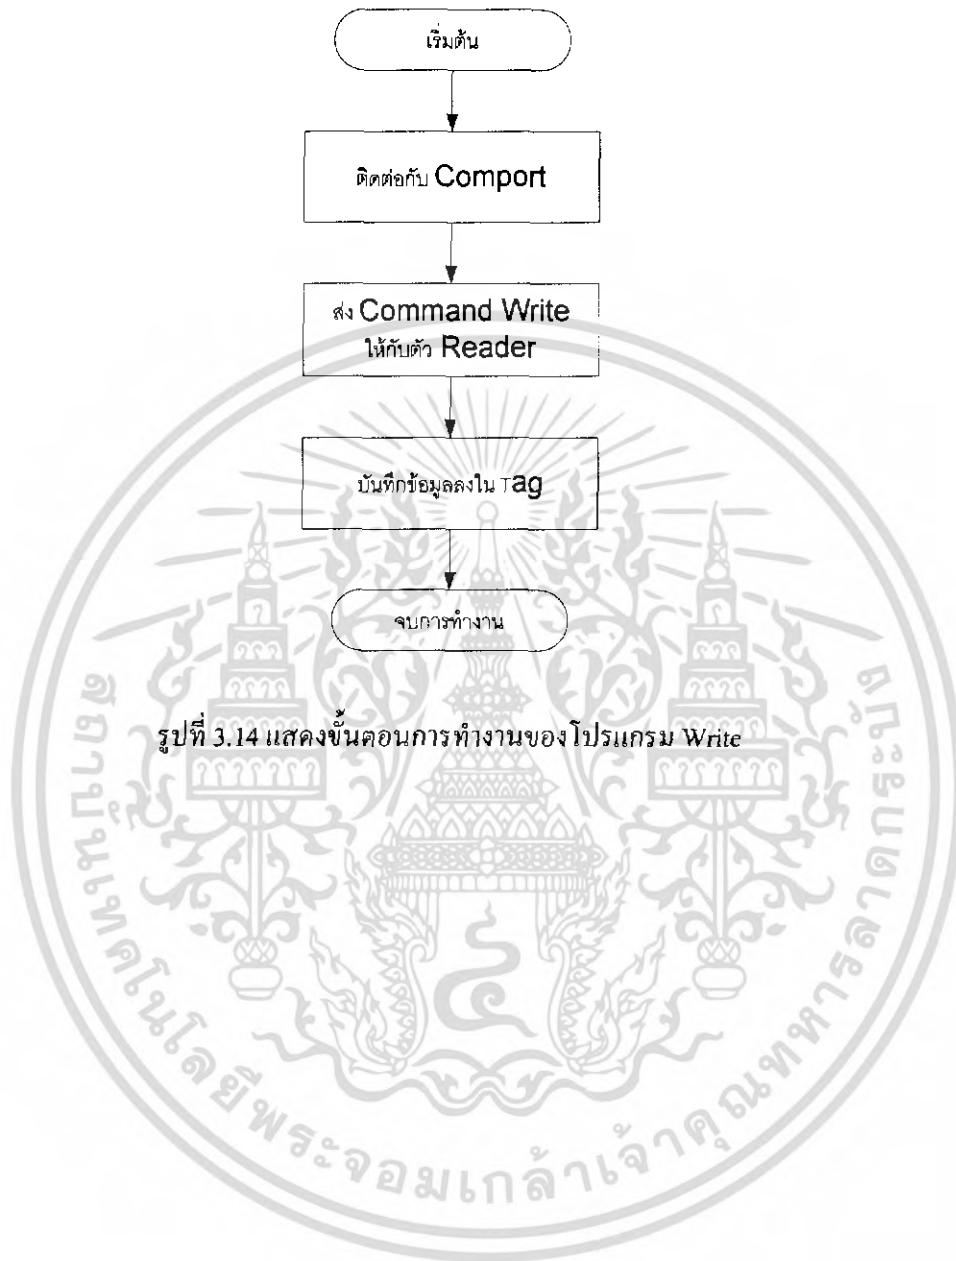 เริ่มต้น
ติดต่อกับ Comport
ส่ง Command Write
ให้กับตัว Reader
บันทึกข้อมูลลงใน Tag
จบการทำงาน
รูปที่ 3.14 แสดงขั้นตอนการทำงานของโปรแกรม Write
สถาบันเทคโนโลยีพระจอมเกล้าเจ้าคุณทหารลาดกระบัง